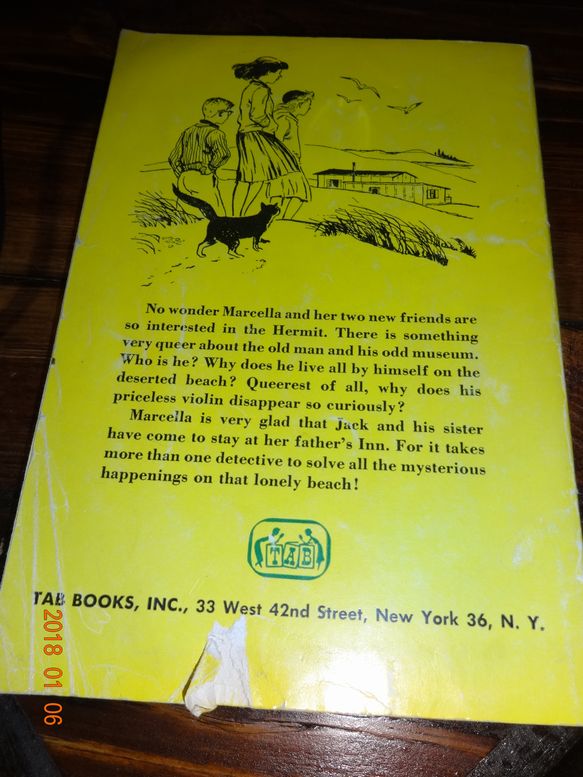 No wonder Marcella and her two new friends are
so interested in the Hermit. There is something
very queer about the old man and his odd museum.
Who is he? Why does he live all by himself on the
deserted beach? Queerest of all, why does his
priceless violin disappear so curiously?
Marcella is very glad that Jack and his sister
have come to stay at her father's Inn. For it takes
more than one detective to solve all the mysterious
happenings on that lonely beach!
TAB
TAB BOOKS, INC., 33 West 42nd Street, New York 36, N. Y.
2018 01 06